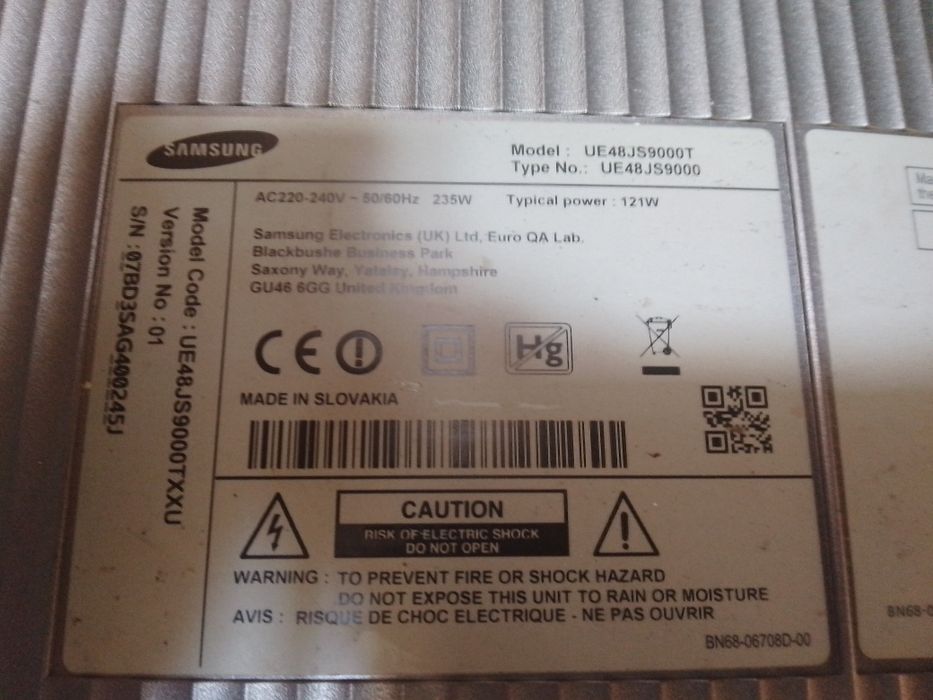 SAMSUNG
Model : UE48JS9000T
Type No.: UE48JS9000
AC220-240V ~ 50/60Hz 235W Typical power : 121W
Samsung Electronics (UK) Ltd, Euro QA Lab.
Blackbushe Business Park
Saxony Way, Yateley, Hampshire
GU46 6GG United Kingdom
CE
Hg
MADE IN SLOVAKIA
Model Code : UE48JS9000TXXU
Version No : 01
S/N : 07BD3SAG400245J
CAUTION
RISK OF ELECTRIC SHOCK
DO NOT OPEN
WARNING : TO PREVENT FIRE OR SHOCK HAZARD
DO NOT EXPOSE THIS UNIT TO RAIN OR MOISTURE
AVIS : RISQUE DE CHOC ELECTRIQUE - NE PAS OUVRIR
BN68-06708D-00